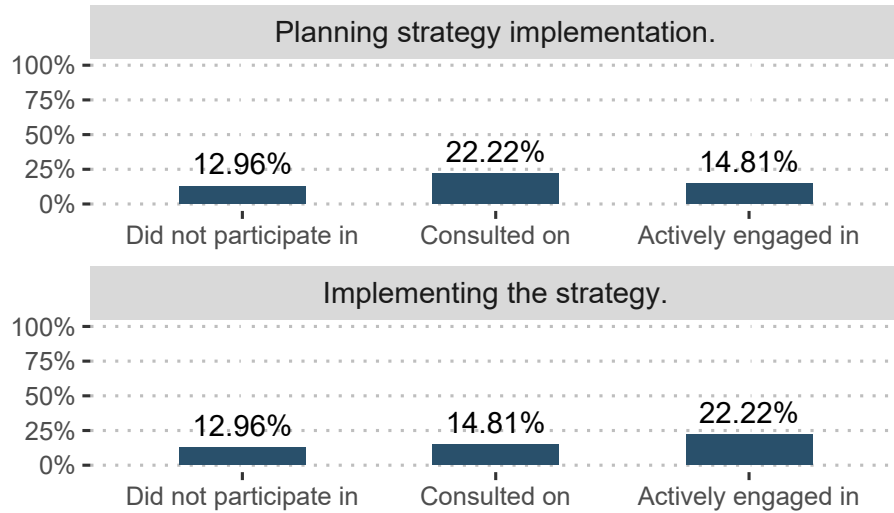 Planning strategy implementation.
100%
75%
50%
25%
0%
12.96% 22.22% 14.81%
Did not participate in Consulted on Actively engaged in
Implementing the strategy.
100%
75%
50%
25%
0%
12.96% 14.81% 22.22%
Did not participate in Consulted on Actively engaged in